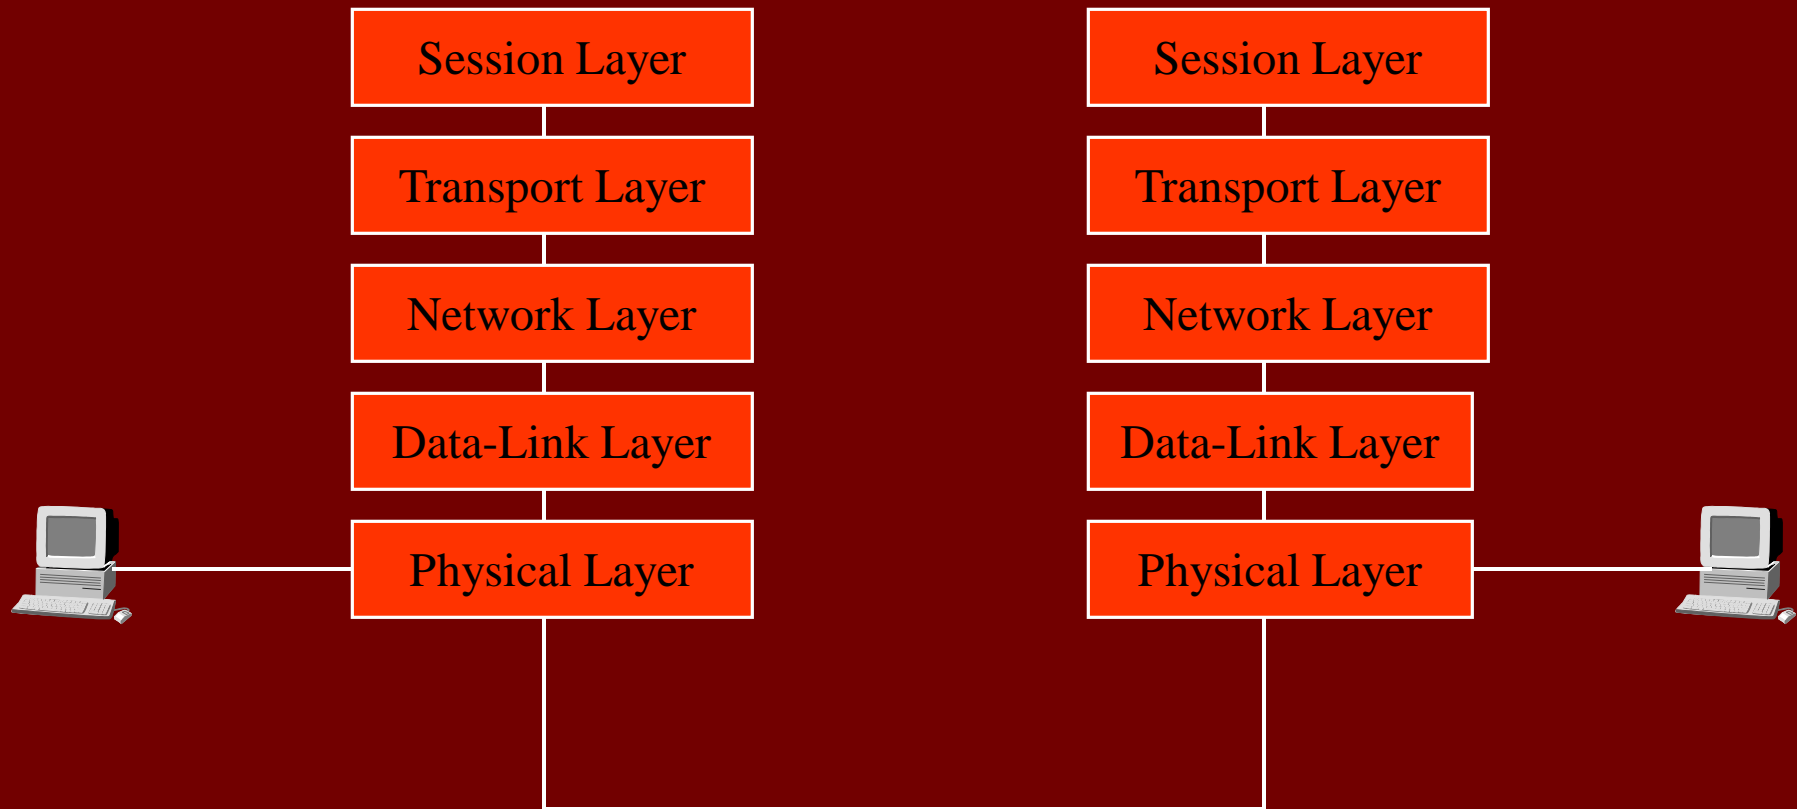 Session Layer
Transport Layer
Network Layer
Data-Link Layer
Physical Layer
Session Layer
Transport Layer
Network Layer
Data-Link Layer
Physical Layer